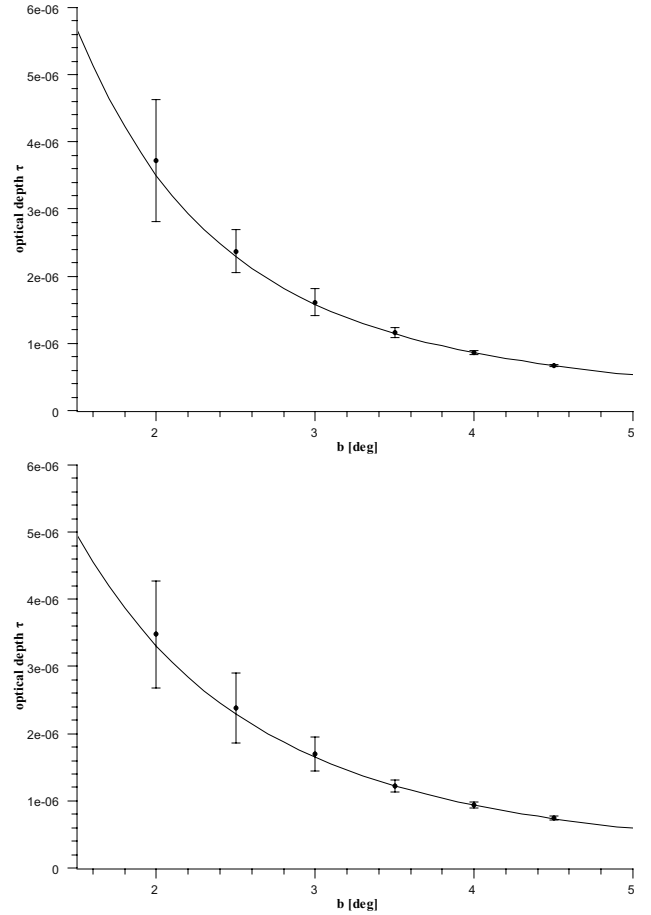 6e-06
5e-06
4e-06
3e-06
2e-06
1e-06
0
optical depth τ
2 3 4 5
b [deg]
6e-06
5e-06
4e-06
3e-06
2e-06
1e-06
0
optical depth τ
2 3 4 5
b [deg]